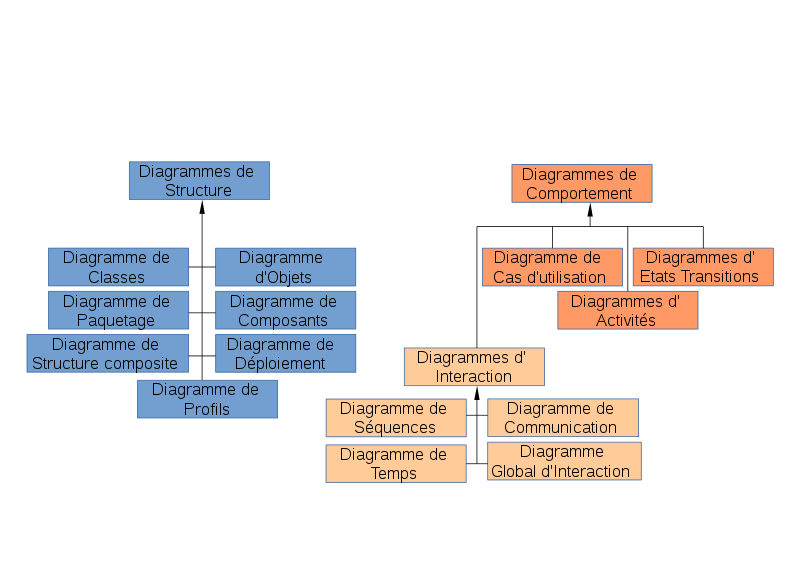 Diagrammes de
Structure
Diagramme de
Classes
Diagramme
d'Objets
Diagramme de
Paquetage
Diagramme de
Composants
Diagramme de
Structure composite
Diagramme de
Déploiement
Diagramme de
Profils
Diagrammes de
Comportement
Diagramme de
Cas d'utilisation
Diagrammes d'
Etats Transitions
Diagrammes d'
Activités
Diagrammes d'
Interaction
Diagramme de
Séquences
Diagramme de
Communication
Diagramme de
Temps
Diagramme
Global d'Interaction